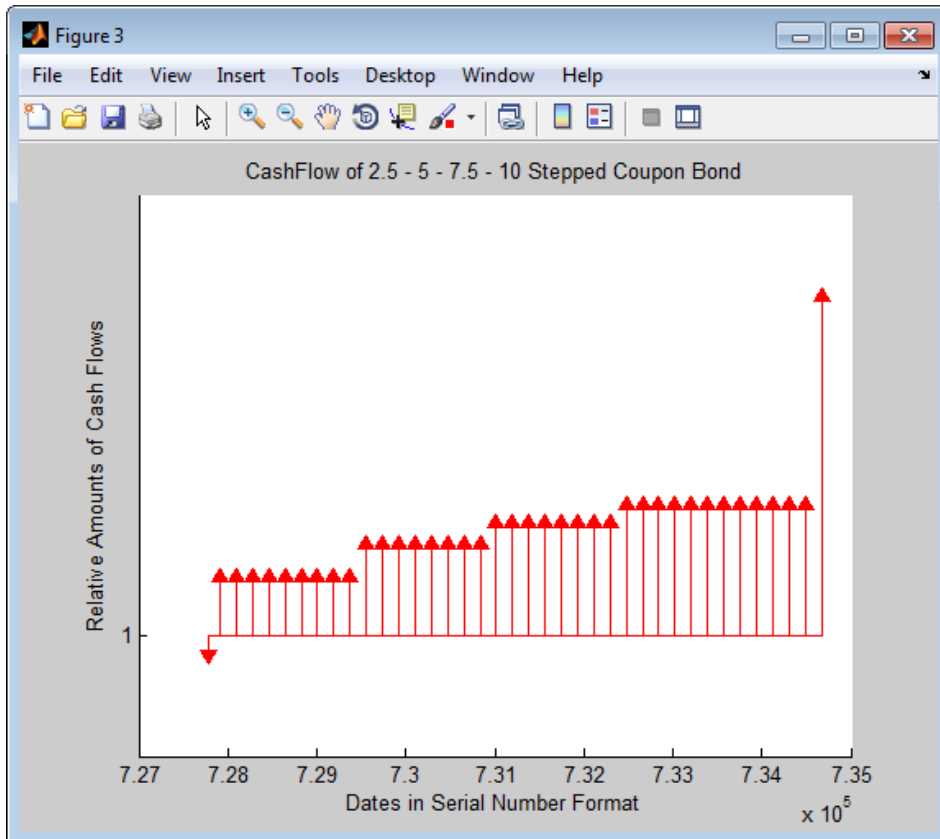 Figure 3
File Edit View Insert Tools Desktop Window Help
CashFlow of 2.5 - 5 - 7.5 - 10 Stepped Coupon Bond
Relative Amounts of Cash Flows
1
7.27 7.28 7.29 7.3 7.31 7.32 7.33 7.34 7.35
Dates in Serial Number Format
x 10^5